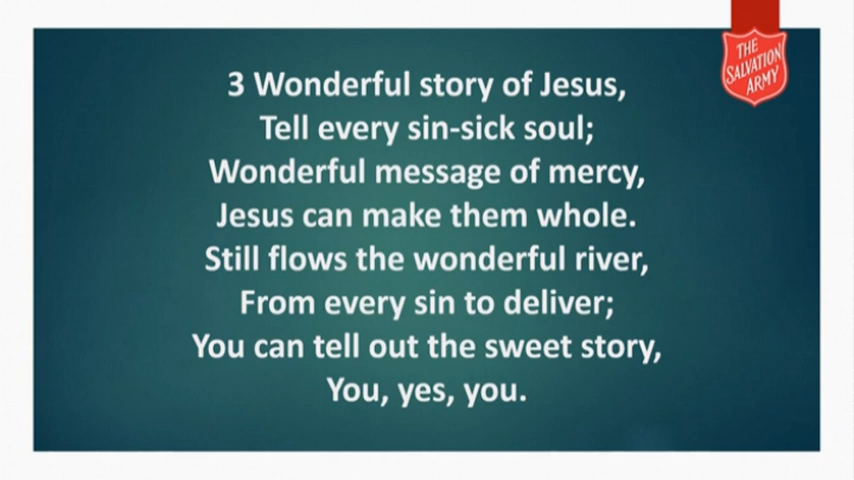 THE
SALVATION
ARMY
3 Wonderful story of Jesus,
Tell every sin-sick soul;
Wonderful message of mercy,
Jesus can make them whole.
Still flows the wonderful river,
From every sin to deliver;
You can tell out the sweet story,
You, yes, you.